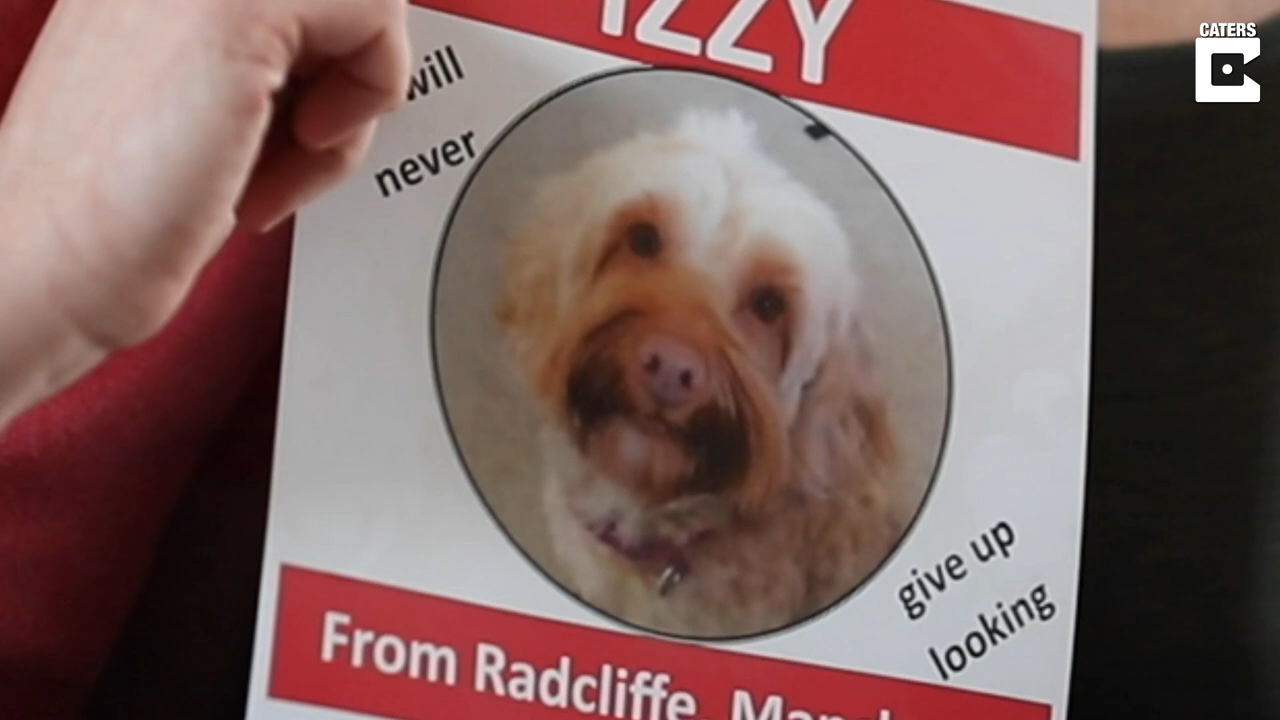 CATERS
IZZY
will
never
give up
looking
From Radcliffe,